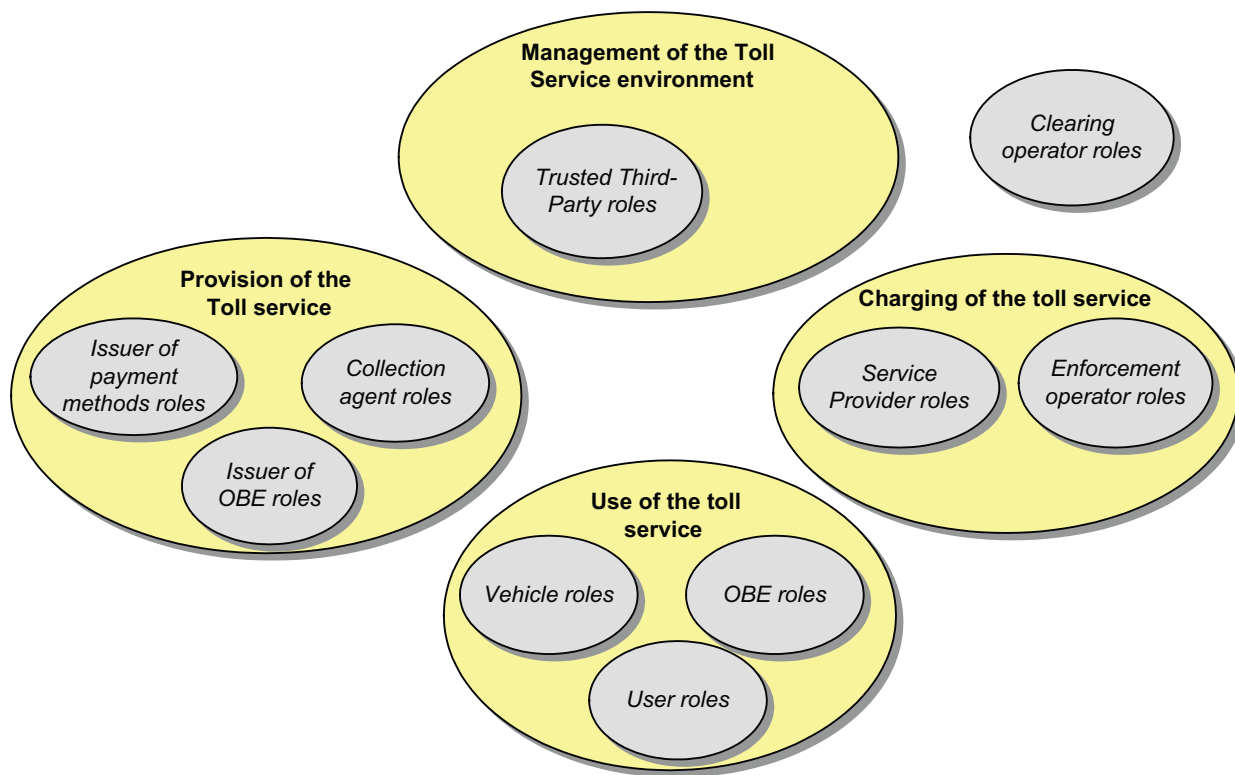 Management of the Toll
Service environment
Trusted Third-
Party roles
Clearing
operator roles
Provision of the
Toll service
Issuer of
payment
methods roles
Collection
agent roles
Issuer of
OBE roles
Charging of the toll service
Service
Provider roles
Enforcement
operator roles
Use of the toll
service
Vehicle roles
OBE roles
User roles